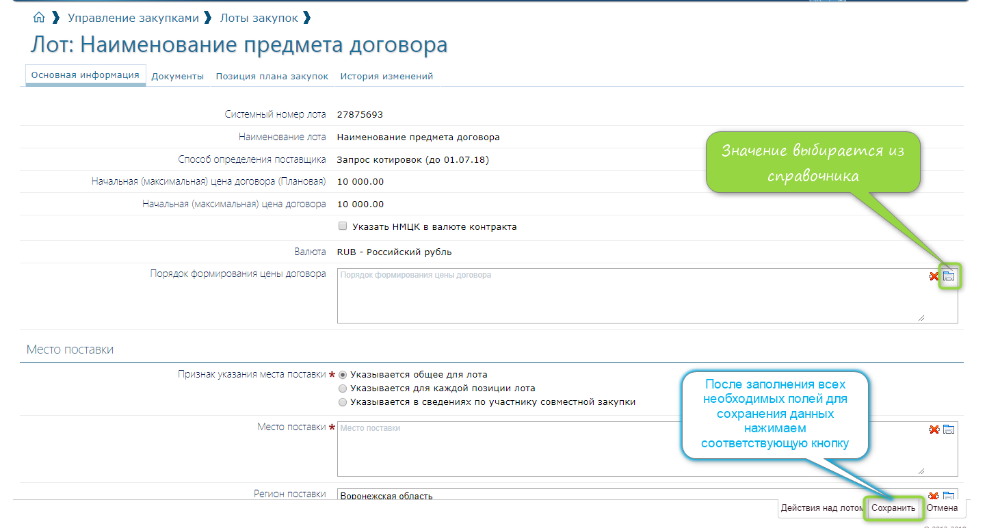 Управление закупками Лоты закупок
Лот: Наименование предмета договора
Основная информация Документы Позиция плана закупок История изменений
Системный номер лота 27875693
Наименование лота Наименование предмета договора
Способ определения поставщика Запрос котировок (до 01.07.18)
Начальная (максимальная) цена договора (Плановая) 10 000.00
Начальная (максимальная) цена договора 10 000.00
Указать НМЦК в валюте контракта
Валюта RUB - Российский рубль
Порядок формирования цены договора Порядок формирования цены договора
Значение выбирается из
справочника
Место поставки
Признак указания места поставки * Указывается общее для лота
Указывается для каждой позиции лота
Указывается в сведениях по участнику совместной закупки
Место поставки * Место поставки
После заполнения всех
необходимых полей для
сохранения данных
нажимаем
соответствующую кнопку
Регион поставки Воронежская область
Действия над лотом Сохранить Отмена